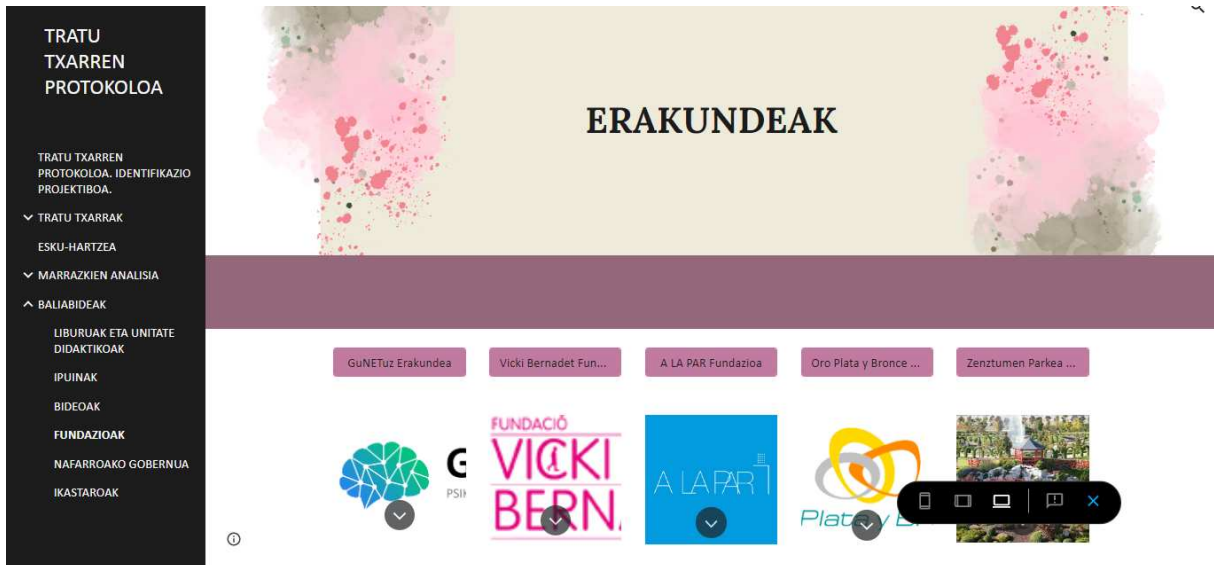 TRATU
TXARREN
PROTOKOLOA
TRATU TXARREN
PROTOKOLOA. IDENTIFIKAZIO
PROJEKTIBOA.
TRATU TXARRAK
ESKU-HARTZEA
MARRAZKIEN ANALISIA
BALIABIDEAK
LIBURUAK ETA UNITATE
DIDAKTIKOAK
IPUINAK
BIDEOAK
FUNDAZIOAK
NAFARROAKO GOBERNUA
IKASTAROAK
ERAKUNDEAK
GuNETuz Erakundea
Vicki Bernadet Fun...
A LA PAR Fundazioa
Oro Plata y Bronce ...
Zenztumen Parkea ...
G
PSI
FUNDACIÓ
VICKI
BERN
A LA PAR
Plata y